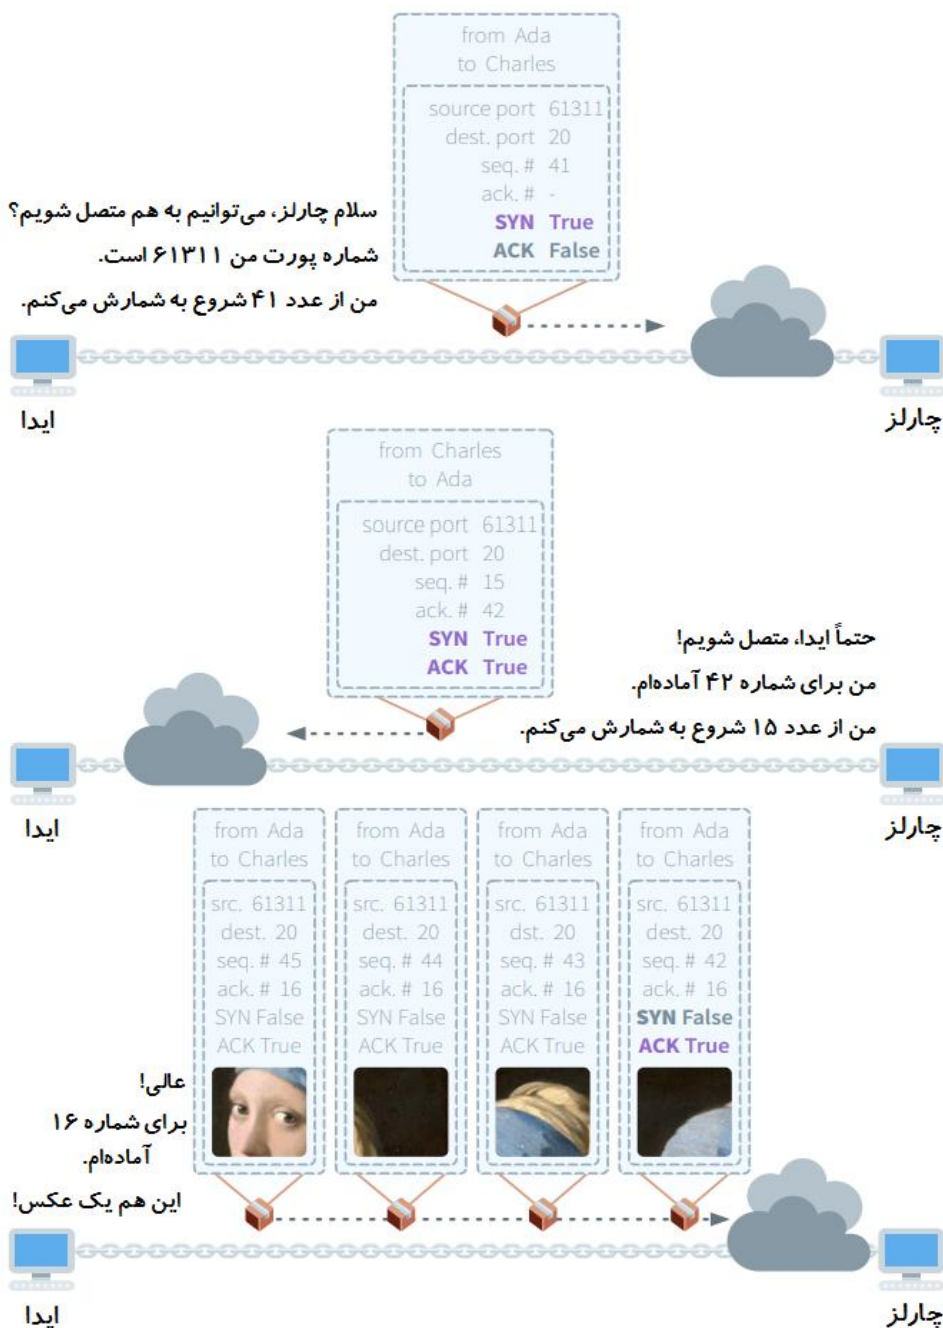 from Ada
to Charles
source port 61311
dest. port 20
seq. # 41
ack. # -
SYN True
ACK False
سلام چارلز، می‌توانیم به هم متصل شویم؟
شماره پورت من ۶۱۳۱۱ است.
من از عدد ۴۱ شروع به شمارش می‌کنم.
ایدا
چارلز
from Charles
to Ada
source port 61311
dest. port 20
seq. # 15
ack. # 42
SYN True
ACK True
حتماً ایدا، متصل شویم!
من برای شماره ۴۲ آماده‌ام.
من از عدد ۱۵ شروع به شمارش می‌کنم.
ایدا
چارلز
from Ada
to Charles
src. 61311
dest. 20
seq. # 45
ack. # 16
SYN False
ACK True
from Ada
to Charles
src. 61311
dest. 20
seq. # 44
ack. # 16
SYN False
ACK True
from Ada
to Charles
src. 61311
dst. 20
seq. # 43
ack. # 16
SYN False
ACK True
from Ada
to Charles
src. 61311
dest. 20
seq. # 42
ack. # 16
SYN False
ACK True
عالی!
برای شماره ۱۶
آماده‌ام.
این هم یک عکس!
ایدا
چارلز